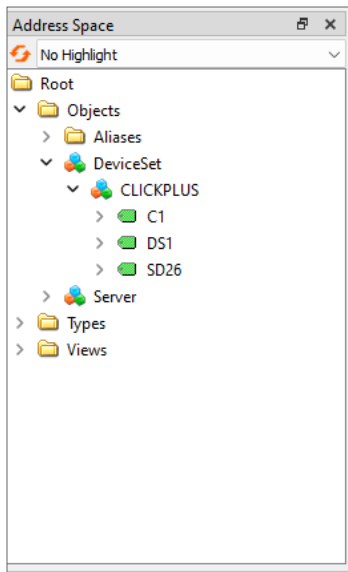 Address Space
No Highlight
Root
Objects
Aliases
DeviceSet
CLICKPLUS
C1
DS1
SD26
Server
Types
Views